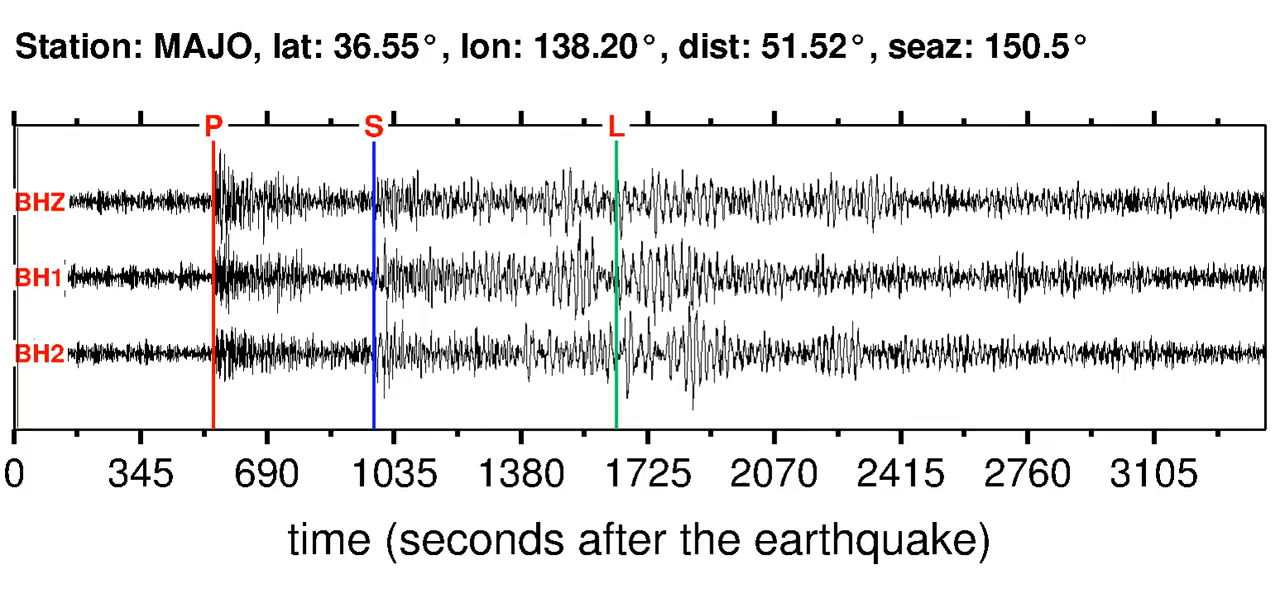 Station: MAJO, lat: 36.55°, lon: 138.20°, dist: 51.52°, seaz: 150.5°
P S L
BHZ
BH1
BH2
0 345 690 1035 1380 1725 2070 2415 2760 3105
time (seconds after the earthquake)